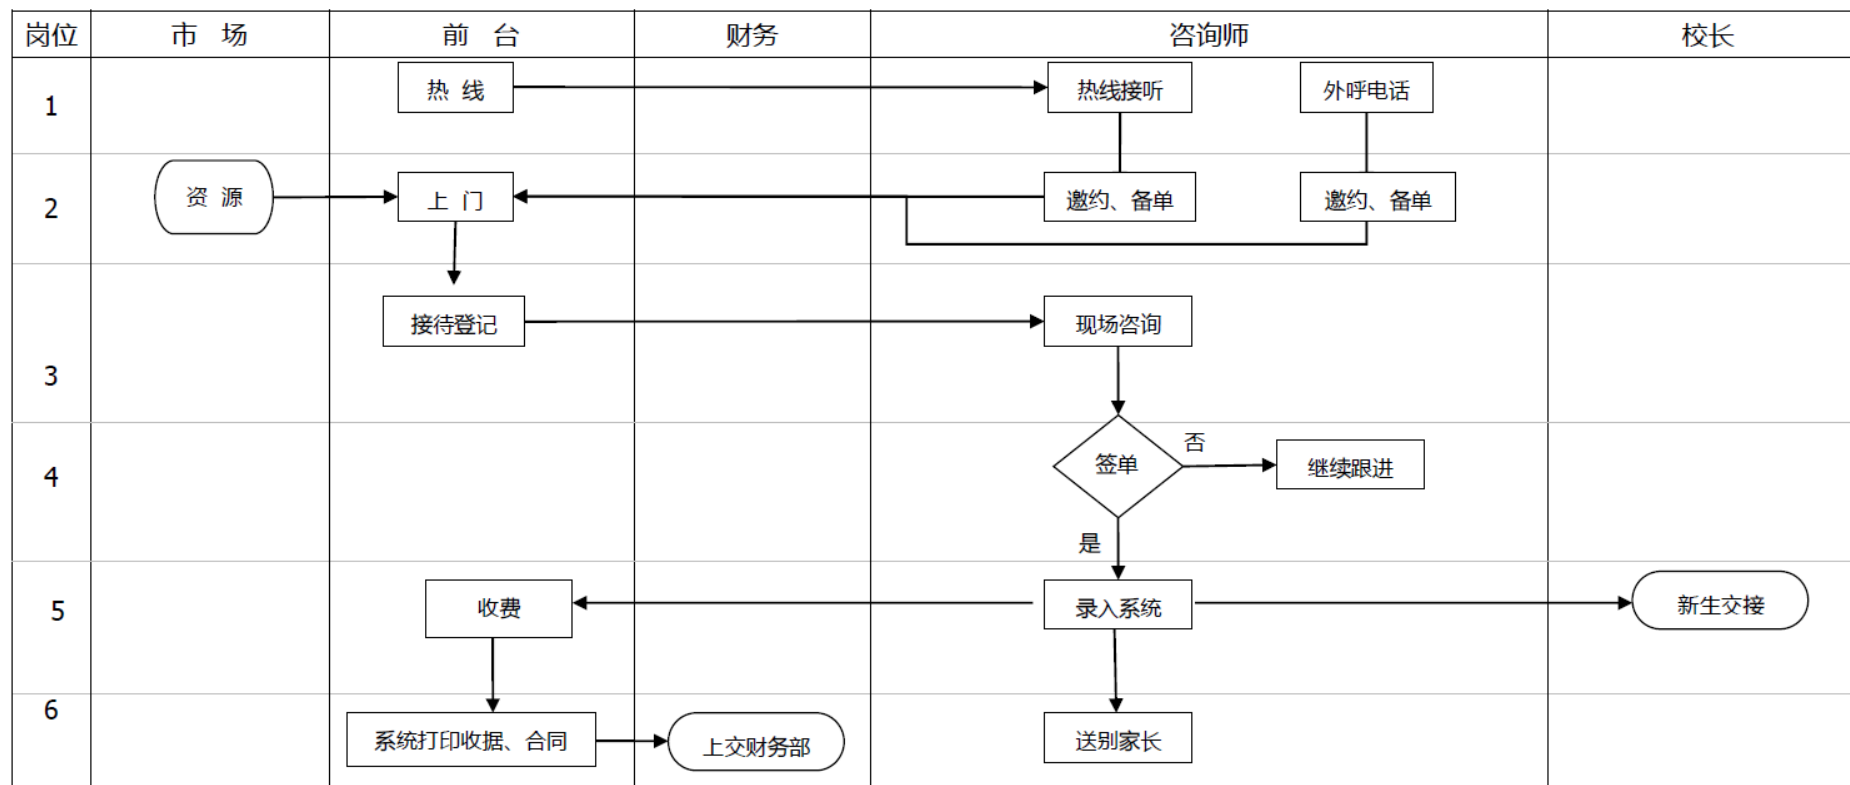 岗位 市 场 前 台 财务 咨询师 校长
1 热 线 热线接听 外呼电话
2 资 源 上 门 邀约、备单 邀约、备单
接待登记 现场咨询
3
否
4 签单 继续跟进
是
5 收费 录入系统 新生交接
6
系统打印收据、合同 上交财务部 送别家长